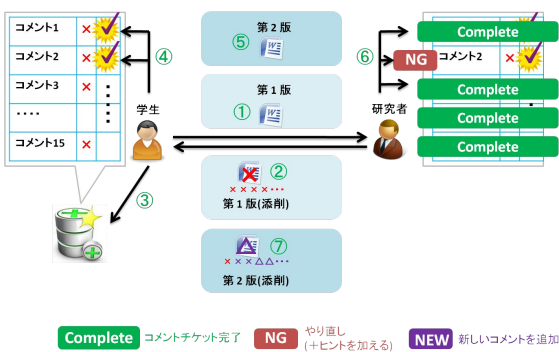 コメント1 ×
コメント2 ×
コメント3 ×
････
コメント15 ×
④
学生
③
第２版
⑤
第１版
①
②
××××･･･
第１版(添削)
⑦
×××△△･･･
第２版(添削)
⑥
研究者
Complete
NG コメント2 ×
Complete
Complete
Complete
Complete コメントチケット完了
NG やり直し
(＋ヒントを加える)
NEW 新しいコメントを追加